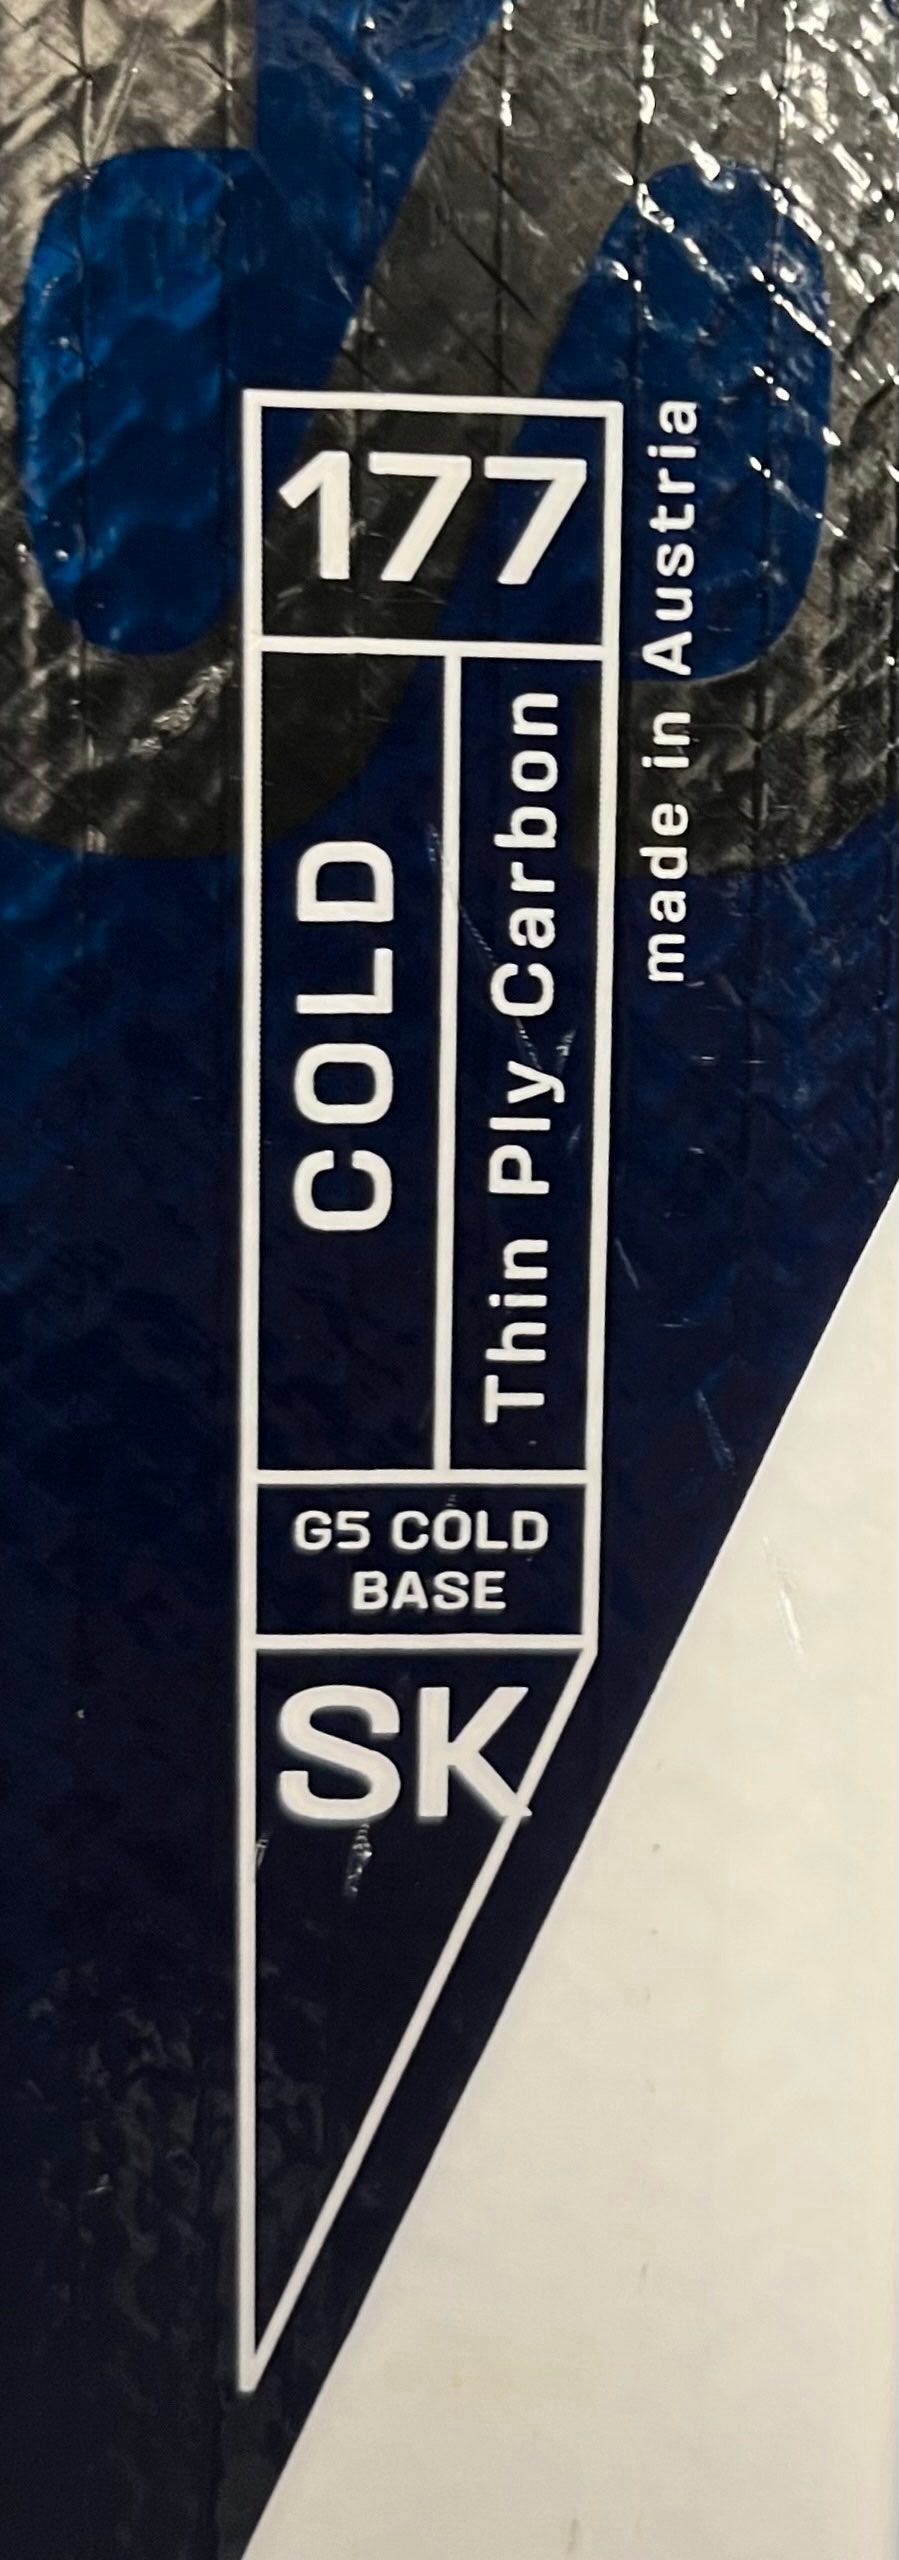 177
COLD
Thin Ply Carbon
made in Austria
G5 COLD
BASE
SK